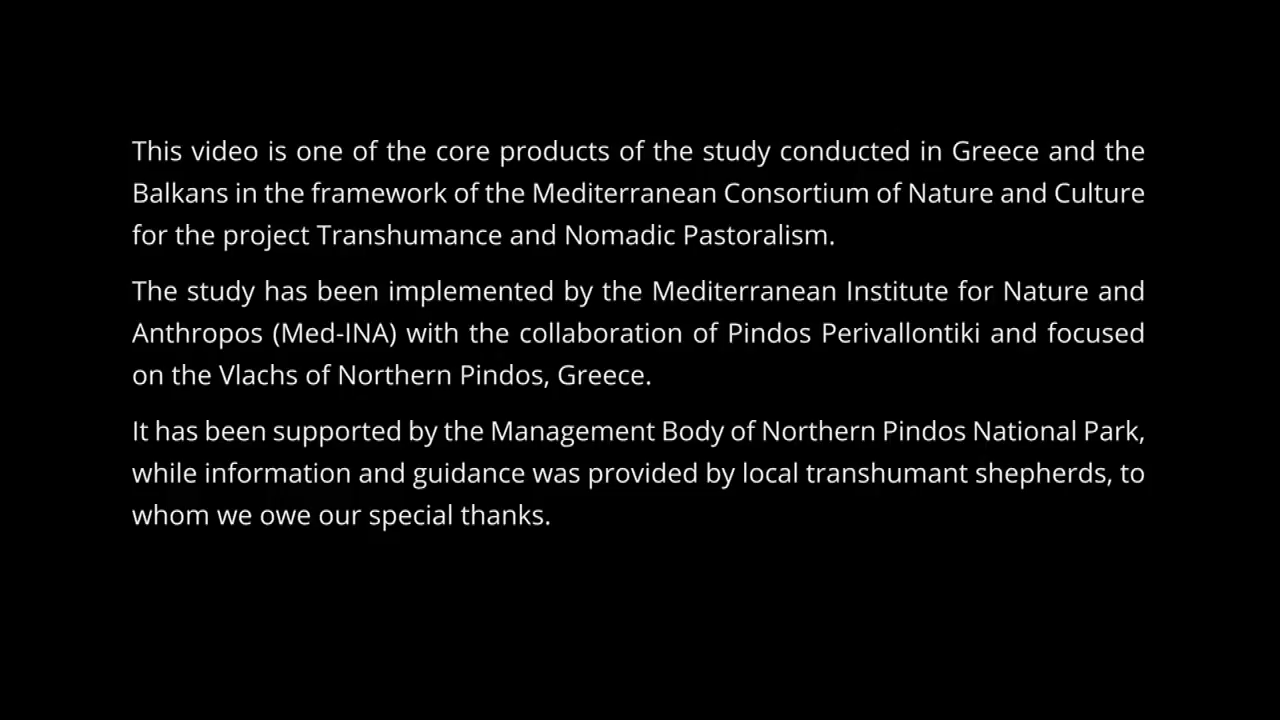 This video is one of the core products of the study conducted in Greece and the
Balkans in the framework of the Mediterranean Consortium of Nature and Culture
for the project Transhumance and Nomadic Pastoralism.
The study has been implemented by the Mediterranean Institute for Nature and
Anthropos (Med-INA) with the collaboration of Pindos Perivallontiki and focused
on the Vlachs of Northern Pindos, Greece.
It has been supported by the Management Body of Northern Pindos National Park,
while information and guidance was provided by local transhumant shepherds, to
whom we owe our special thanks.